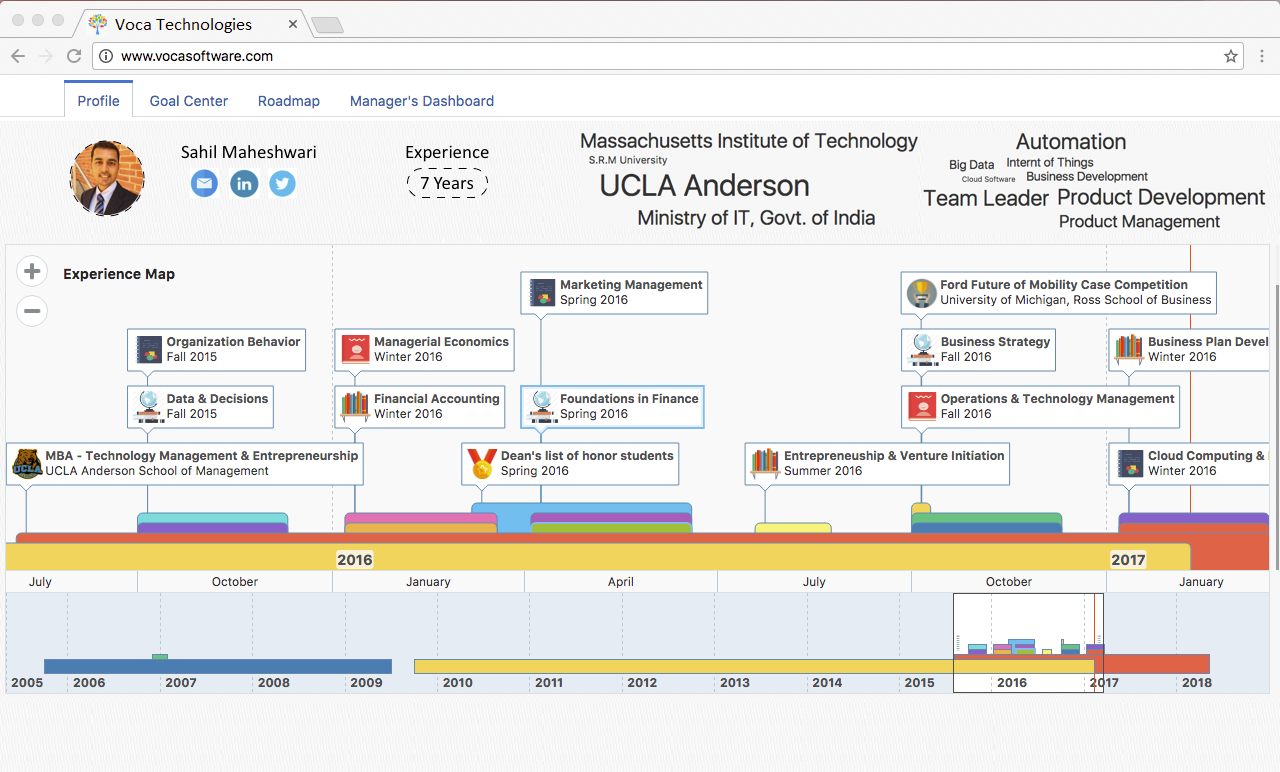 Voca Technologies
www.vocasoftware.com
Profile
Goal Center
Roadmap
Manager's Dashboard
Sahil Maheshwari
Experience
7 Years
Massachusetts Institute of Technology
S.R.M University
UCLA Anderson
Ministry of IT, Govt. of India
Automation
Big Data
Internt of Things
Cloud Software
Business Development
Team Leader
Product Development
Product Management
Experience Map
Marketing Management
Spring 2016
Ford Future of Mobility Case Competition
University of Michigan, Ross School of Business
Organization Behavior
Fall 2015
Managerial Economics
Winter 2016
Business Strategy
Fall 2016
Business Plan Devel
Winter 2016
Data & Decisions
Fall 2015
Financial Accounting
Winter 2016
Foundations in Finance
Spring 2016
Operations & Technology Management
Fall 2016
UCLA
MBA - Technology Management & Entrepreneurship
UCLA Anderson School of Management
Dean's list of honor students
Spring 2016
Entrepreneurship & Venture Initiation
Summer 2016
Cloud Computing &
Winter 2016
2016
2017
July
October
January
April
July
October
January
2005
2006
2007
2008
2009
2010
2011
2012
2013
2014
2015
2016
2017
2018